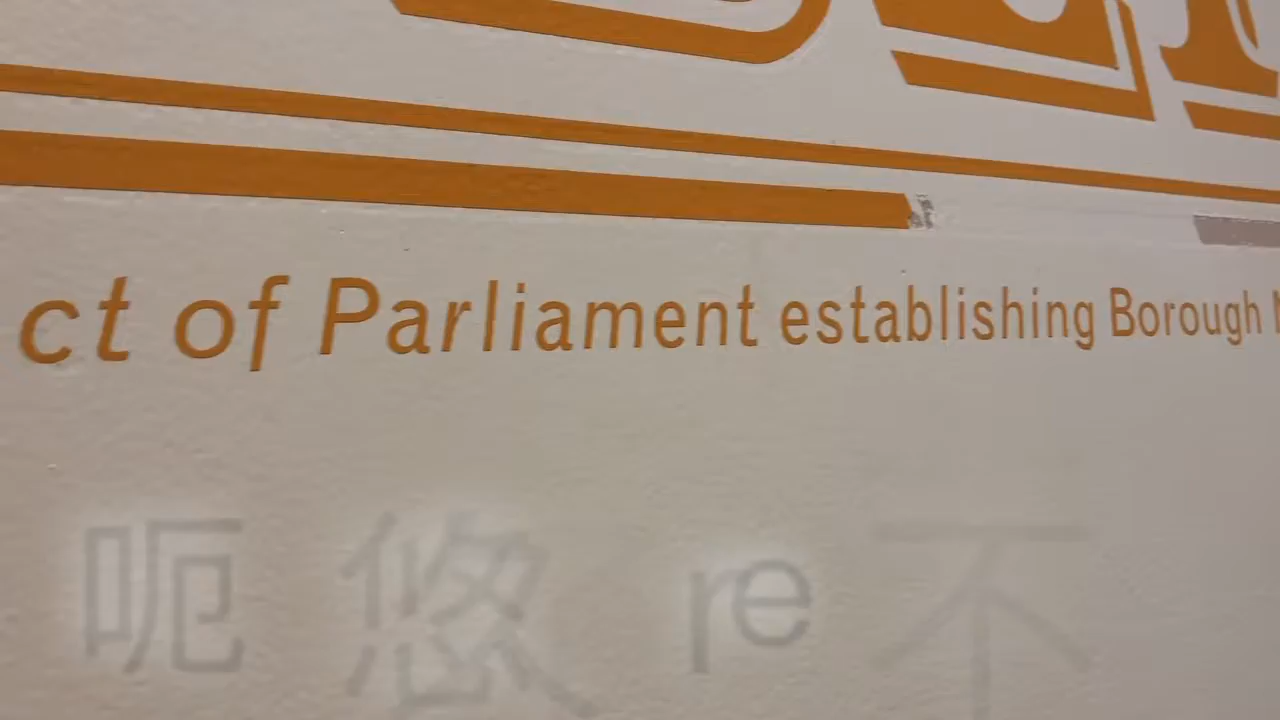 ct of Parliament establishing Borough
呃 悠 re 不